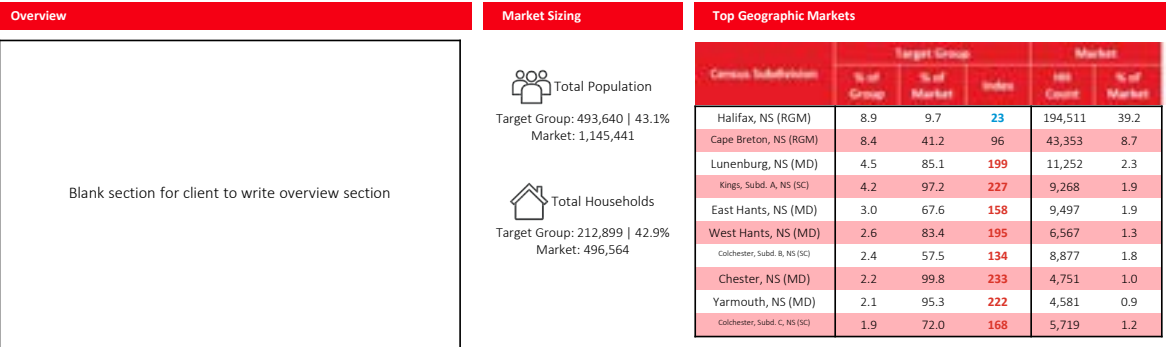 Overview
Blank section for client to write overview section
Market Sizing
Total Population
Target Group: 493,640 | 43.1%
Market: 1,145,441
Total Households
Target Group: 212,899 | 42.9%
Market: 496,564
Top Geographic Markets
Target Group Market
Census Subdivision % of Group % of Market Index HH Count % of Market
Halifax, NS (RGM) 8.9 9.7 23 194,511 39.2
Cape Breton, NS (RGM) 8.4 41.2 96 43,353 8.7
Lunenburg, NS (MD) 4.5 85.1 199 11,252 2.3
Kings, Subd. A, NS (SC) 4.2 97.2 227 9,268 1.9
East Hants, NS (MD) 3.0 67.6 158 9,497 1.9
West Hants, NS (MD) 2.6 83.4 195 6,567 1.3
Colchester, Subd. B, NS (SC) 2.4 57.5 134 8,877 1.8
Chester, NS (MD) 2.2 99.8 233 4,751 1.0
Yarmouth, NS (MD) 2.1 95.3 222 4,581 0.9
Colchester, Subd. C, NS (SC) 1.9 72.0 168 5,719 1.2